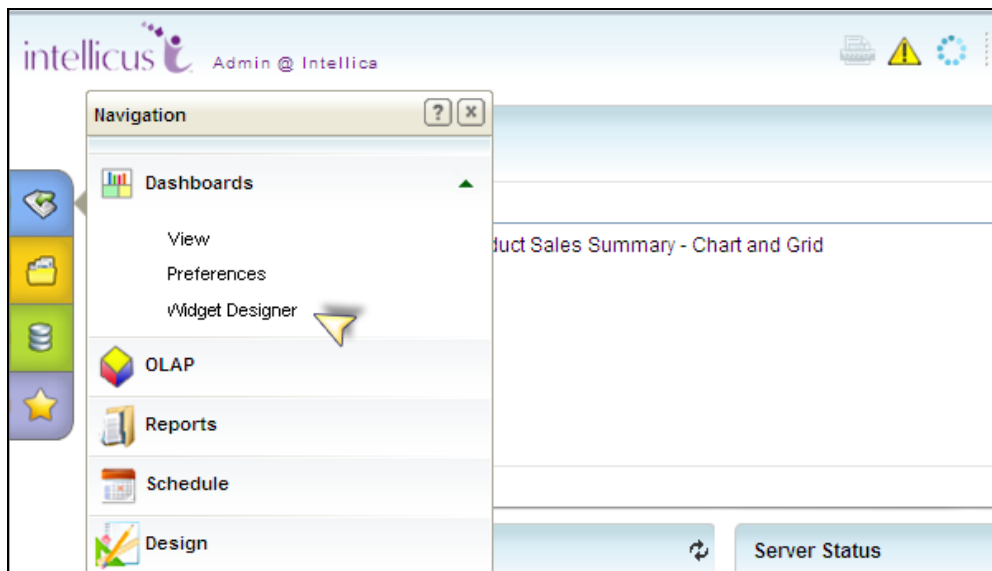 intellicus
Admin @ Intellica
Navigation
?
x
Dashboards
View
duct Sales Summary - Chart and Grid
Preferences
Widget Designer
OLAP
Reports
Schedule
Design
Server Status